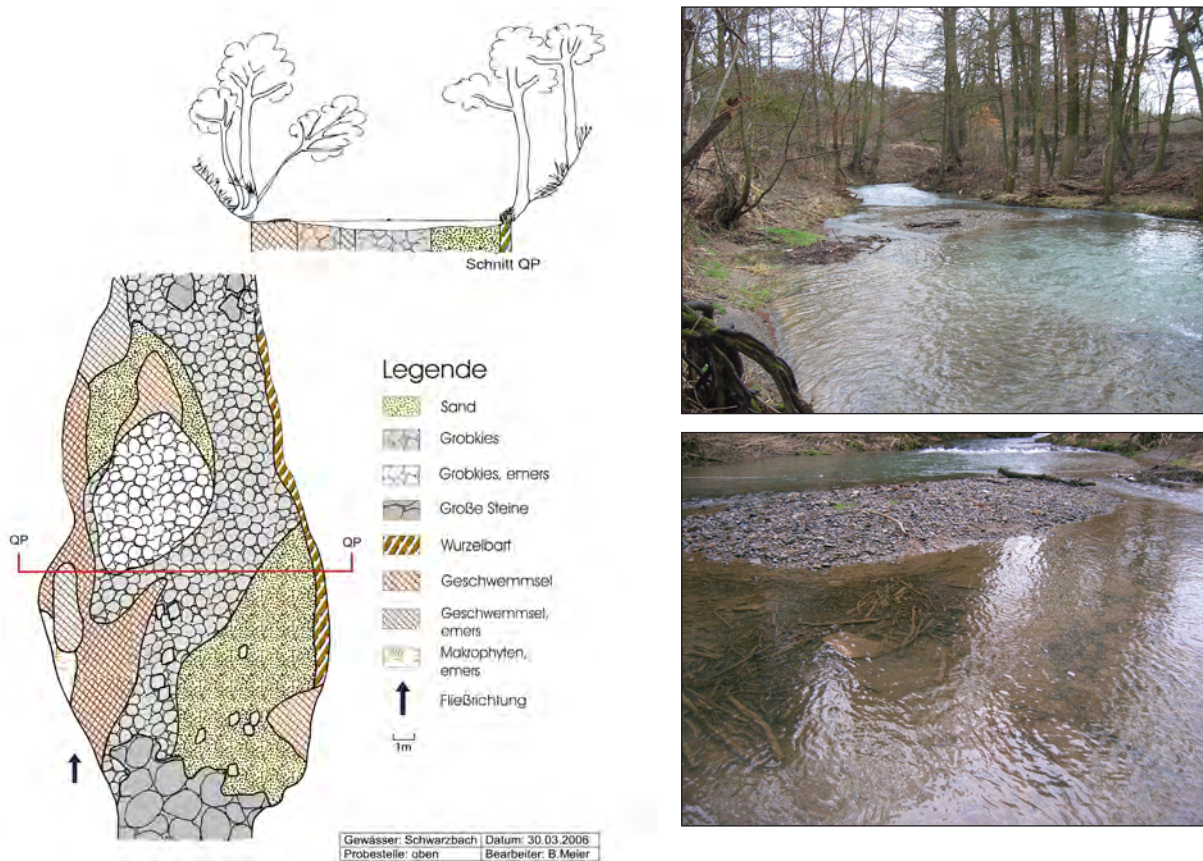 Schnitt QP
QP
QP
Legende
Sand
Grobkies
Grobkies, emers
Große Steine
Wurzelbart
Geschwemmsel
Geschwemmsel,
emers
Makrophyten,
emers
Fließrichtung
1m
Gewässer: Schwarzbach Datum: 30.03.2006
Probestelle: oben Bearbeiter: B.Meier